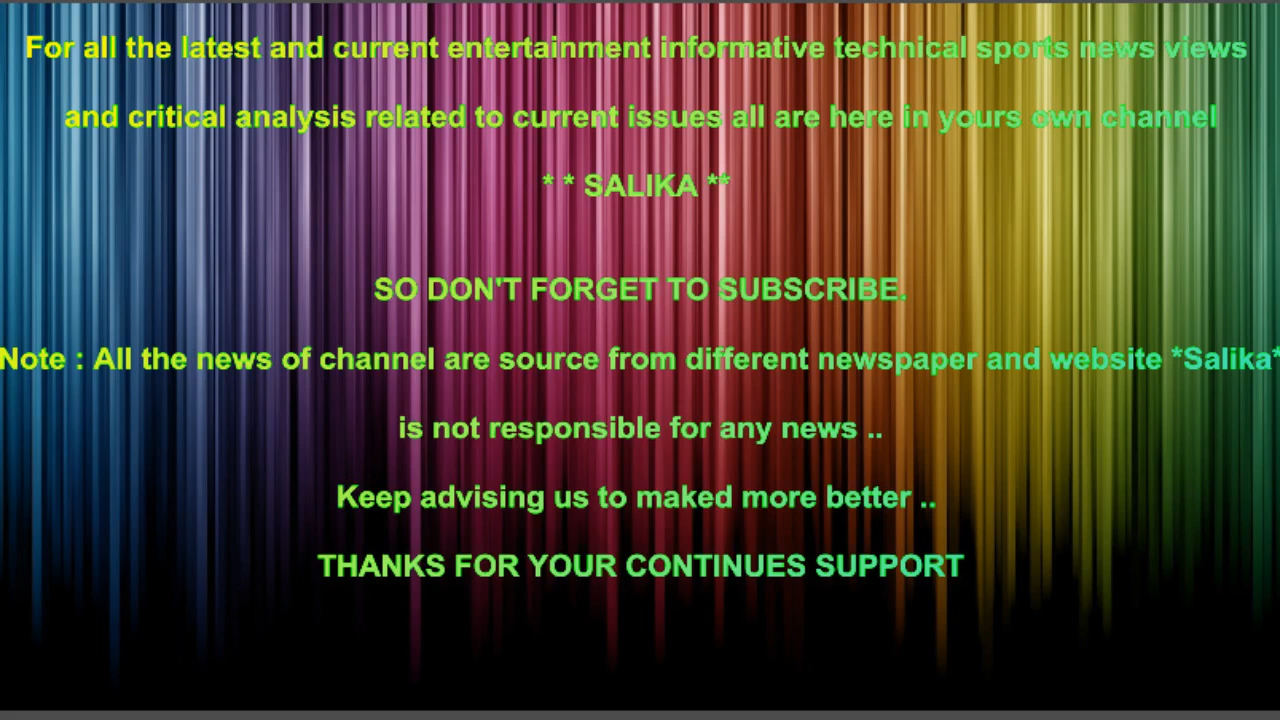 For all the latest and current entertainment informative technical sports news views
and critical analysis related to current issues all are here in yours own channel
* * SALIKA **
SO DON'T FORGET TO SUBSCRIBE.
Note : All the news of channel are source from different newspaper and website *Salika*
is not responsible for any news ..
Keep advising us to maked more better ..
THANKS FOR YOUR CONTINUES SUPPORT